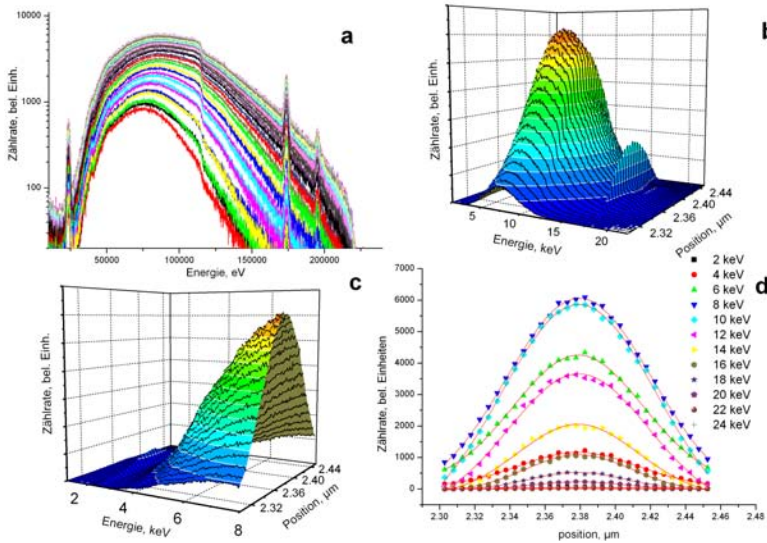 a
Zählrate, bel. Einh.
10000
1000
100
50000 100000 150000 200000
Energie, eV
b
Zählrate, bel. Einh.
5 10 15 20
Energie, keV
2.32 2.36 2.40 2.44
Position, µm
c
Zählrate, bel. Einh.
2 4 6 8
Energie, keV
2.32 2.36 2.40 2.44
Position, µm
d
Zählrate, bel. Einheiten
7000
6000
5000
4000
3000
2000
1000
0
2.30 2.32 2.34 2.36 2.38 2.40 2.42 2.44 2.46 2.48
position, µm
2 keV
4 keV
6 keV
8 keV
10 keV
12 keV
14 keV
16 keV
18 keV
20 keV
22 keV
24 keV